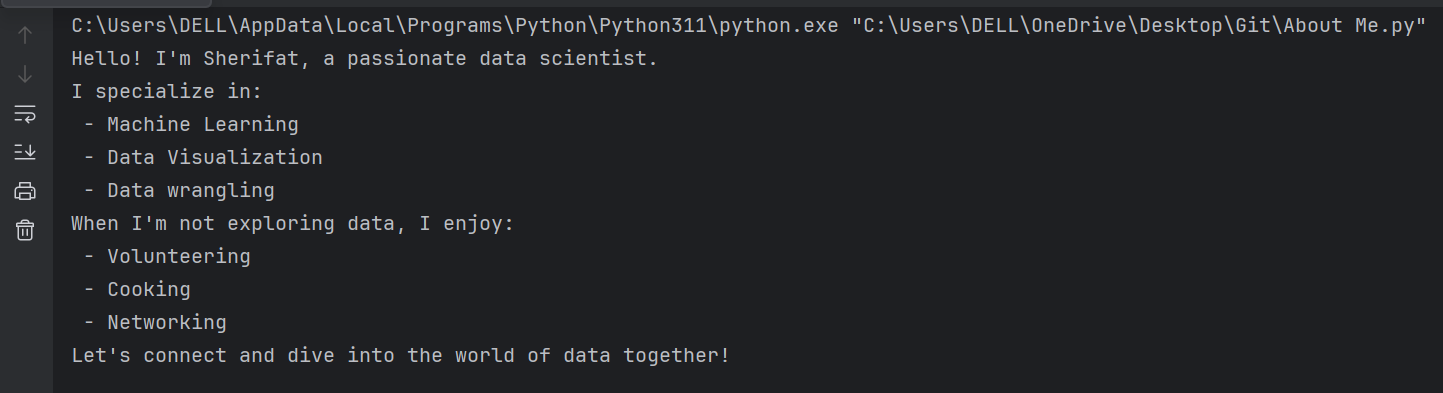 C:\Users\DELL\AppData\Local\Programs\Python\Python311\python.exe "C:\Users\DELL\OneDrive\Desktop\Git\About Me.py"
Hello! I'm Sherifat, a passionate data scientist.
I specialize in:
 - Machine Learning
 - Data Visualization
 - Data wrangling
When I'm not exploring data, I enjoy:
 - Volunteering
 - Cooking
 - Networking
Let's connect and dive into the world of data together!